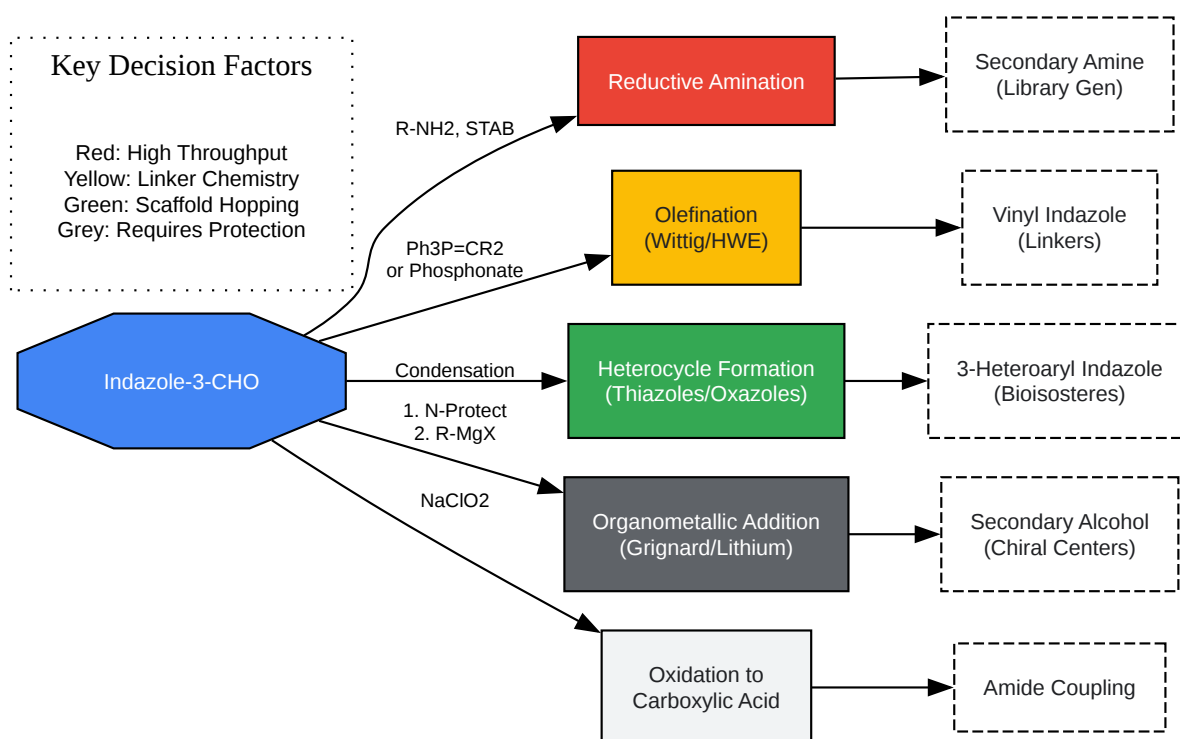 Key Decision Factors
Red: High Throughput
Yellow: Linker Chemistry
Green: Scaffold Hopping
Grey: Requires Protection
Indazole-3-CHO
R-NH2, STAB
Reductive Amination
Secondary Amine
(Library Gen)
Ph3P=CR2
or Phosphonate
Olefination
(Wittig/HWE)
Vinyl Indazole
(Linkers)
Condensation
Heterocycle Formation
(Thiazoles/Oxazoles)
3-Heteroaryl Indazole
(Bioisosteres)
1. N-Protect
2. R-MgX
Organometallic Addition
(Grignard/Lithium)
Secondary Alcohol
(Chiral Centers)
NaClO2
Oxidation to
Carboxylic Acid
Amide Coupling